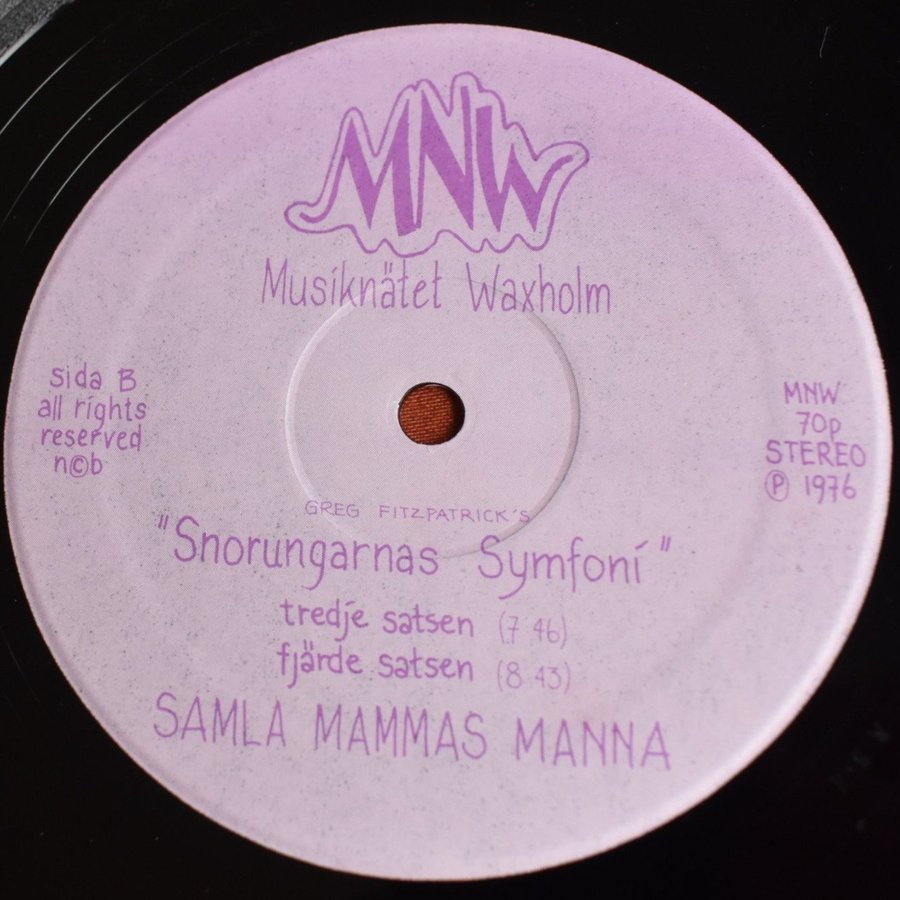 MNW
Musiknätet Waxholm
sida B
all rights
reserved
n©b
MNW
70p
STEREO
Ⓟ 1976
GREG FITZPATRICK'S
"Snorungarnas Symfoni"
tredje satsen (7 46)
fjärde satsen (8 43)
SAMLA MAMMAS MANNA